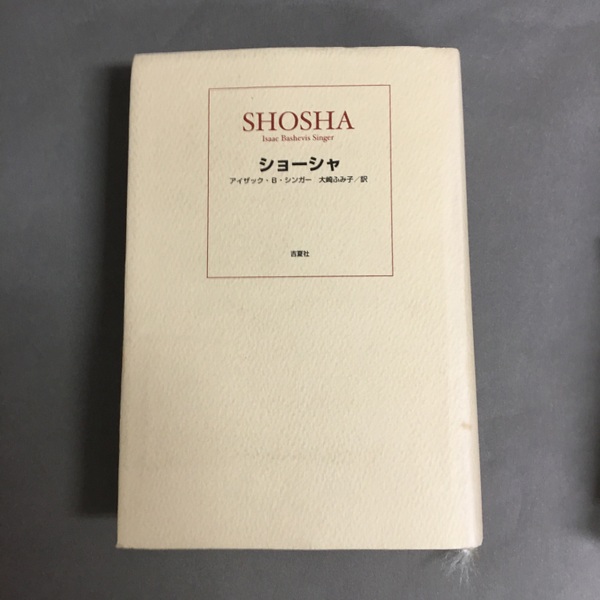 SHOSHA
Isaac Bashevis Singer
ショーシャ
アイザック・B・シンガー 大崎ふみ子／訳
吉夏社